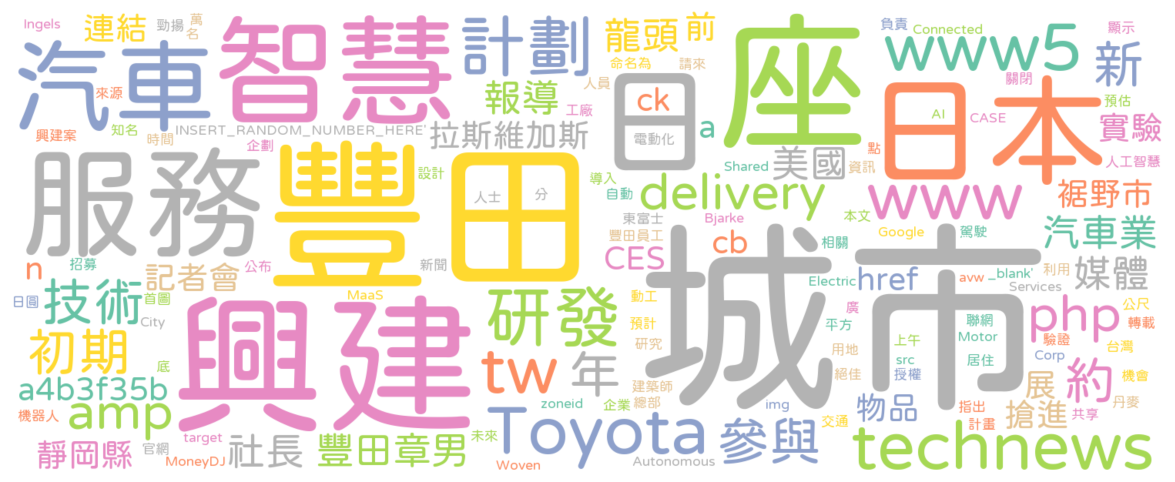 Ingels
連結
勁揚
萬
名
智慧
計劃
龍頭
前
命名為
請來
座
負責
Connected
www5
顯示
新
關閉
汽車
來源
報導
工廠
人員
日
ck
電動化
日本
預估
AI
CASE
實驗
人工智慧
興建案
知名
時間
INSERT_RANDOM_NUMBER_HERE'
企劃
拉斯維加斯
a
美國
Shared
點
資訊
服務
豐田
設計
人士
分
導入
自動
delivery
www
裾野市
東富士
豐田員工
Bjarke
本文
Google
駕駛
汽車業
n
招募
記者會
公布
新聞
CES
cb
相關
城市
媒體
Electric
href
avw
_blank'
利用
Services
日圓
技術
首圖
MaaS
研發
動工
預計
廣
平方
聯網
Motor
php
公尺
轉載
City
初期
底
tw
年
研究
用地
上午
src
授權
居住
驗證
Corp
台灣
絕佳
展
約
機會
a4b3f35b
amp
機器人
興建
zoneid
企業
建築師
總部
img
物品
指出
計畫
搶進
共享
丹麥
靜岡縣
官網
target
MoneyDJ
社長
豐田章男
未來
Woven
Toyota
Autonomous
參與
交通
technews